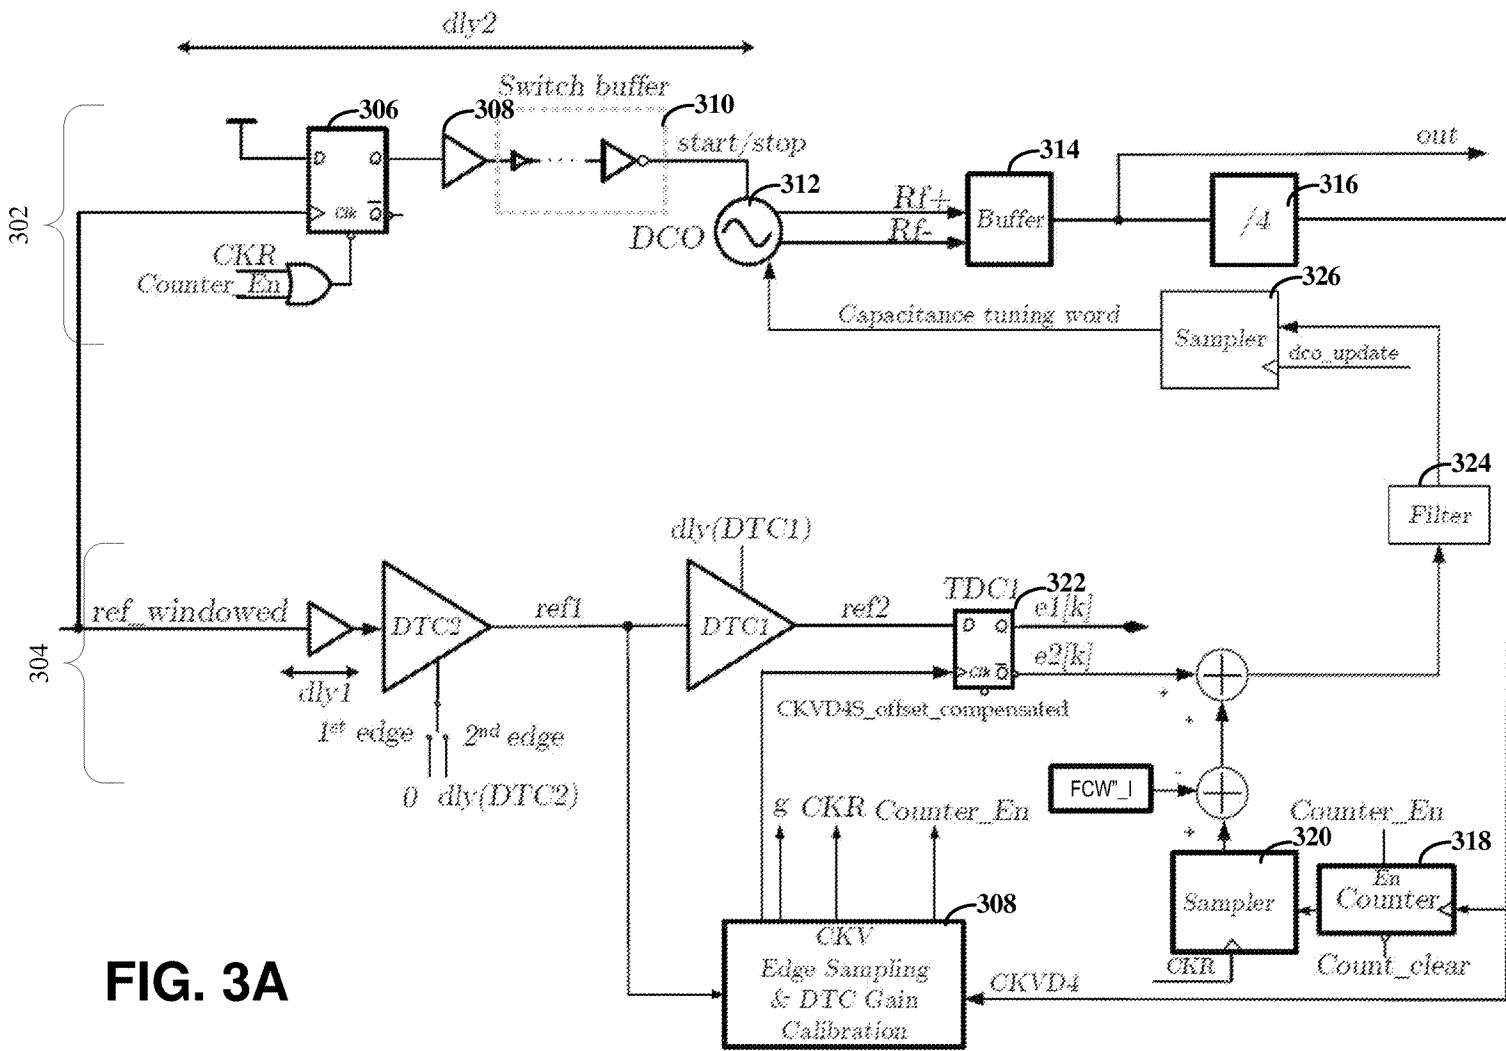 dly2
Switch buffer
306
308
310
start/stop
out
D
Q
Clk
Q
302
312
314
316
Rf+
Buffer
/4
DCO
Rf-
CKR
Counter_En
326
Capacitance tuning word
Sampler
dco_update
324
Filter
dly(DTC1)
TDC1
322
ref_windowed
DTC2
ref1
DTC1
ref2
D
Q
e1[k]
Clk
Q
e2[k]
+
304
dly1
CKVD4S_offset_compensated
+
1st edge
2nd edge
FCW"_I
-
0
dly(DTC2)
g
CKR
Counter_En
+
Counter_En
320
318
En
Sampler
Counter
308
CKV
Edge Sampling
& DTC Gain
Calibration
CKVD4
CKR
Count_clear
FIG. 3A